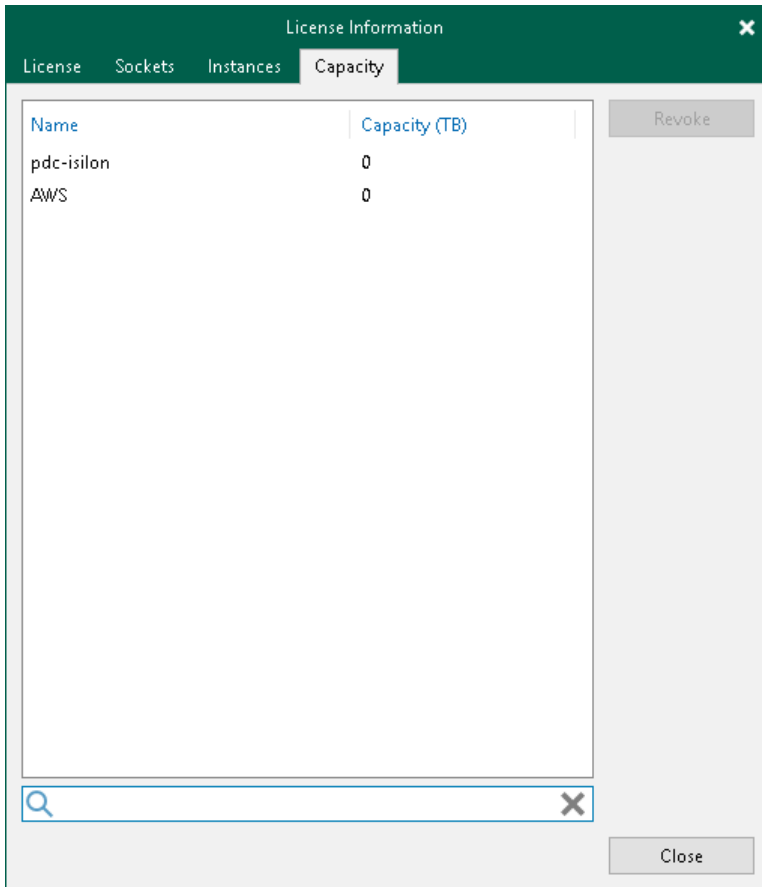 License Information
License Sockets Instances Capacity
Name Capacity (TB) Revoke
pdc-isilon 0
AWS 0
Close